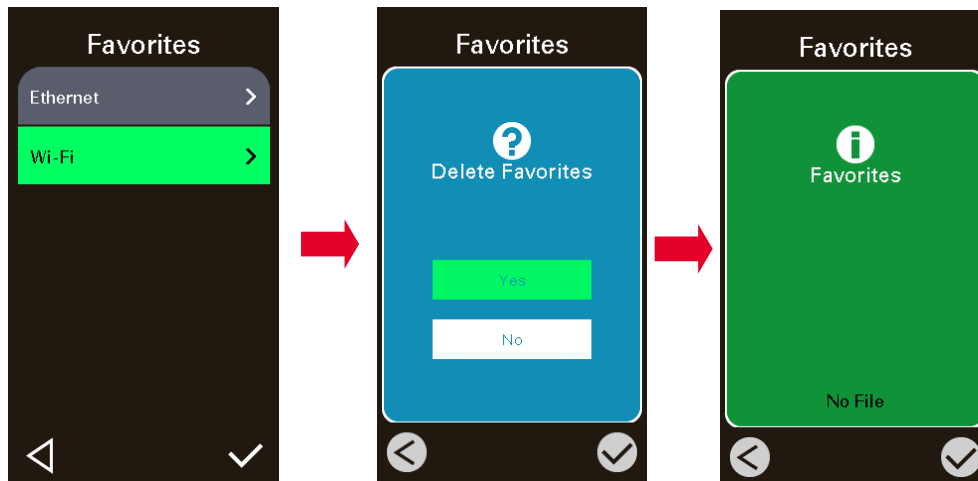 Favorites
Ethernet
Wi-Fi
Favorites
Delete Favorites
Yes
No
Favorites
Favorites
No File